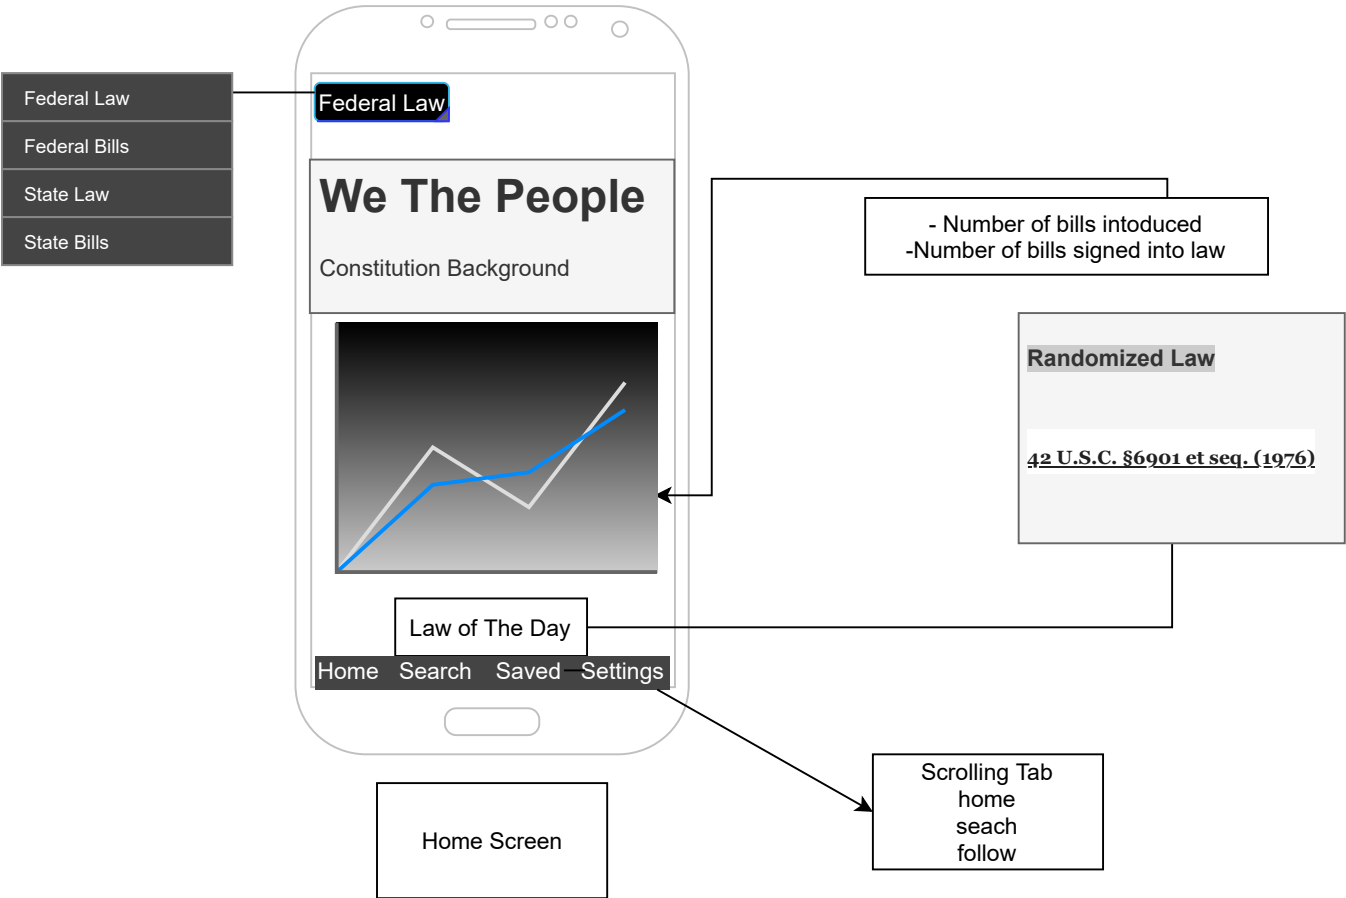 Federal Law
Federal Bills
State Law
State Bills
Federal Law
We The People
Constitution Background
- Number of bills intoduced
-Number of bills signed into law
Randomized Law
42 U.S.C. §6901 et seq. (1976)
Law of The Day
Home Search Saved Settings
Scrolling Tab
home
seach
follow
Home Screen